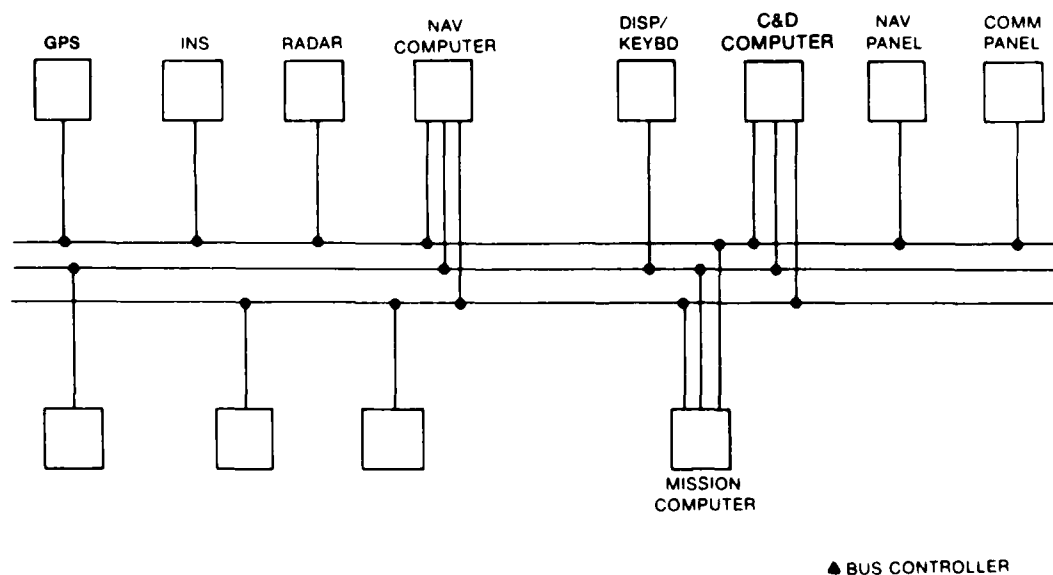 GPS
INS
RADAR
NAV
COMPUTER
DISP/
KEYBD
C&D
COMPUTER
NAV
PANEL
COMM
PANEL
MISSION
COMPUTER
▲ BUS CONTROLLER